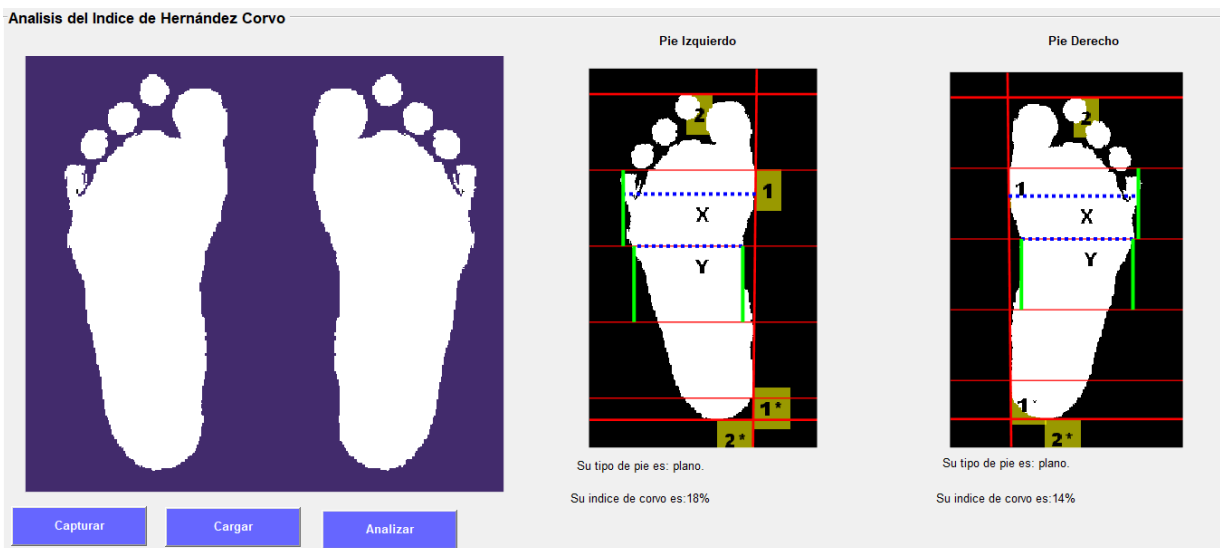 Analisis del Indice de Hernández Corvo
Pie Izquierdo
2
1
X
Y
1*
2*
Su tipo de pie es: plano.
Su indice de corvo es:18%
Pie Derecho
2
1
X
Y
1*
2*
Su tipo de pie es: plano.
Su indice de corvo es:14%
Capturar
Cargar
Analizar